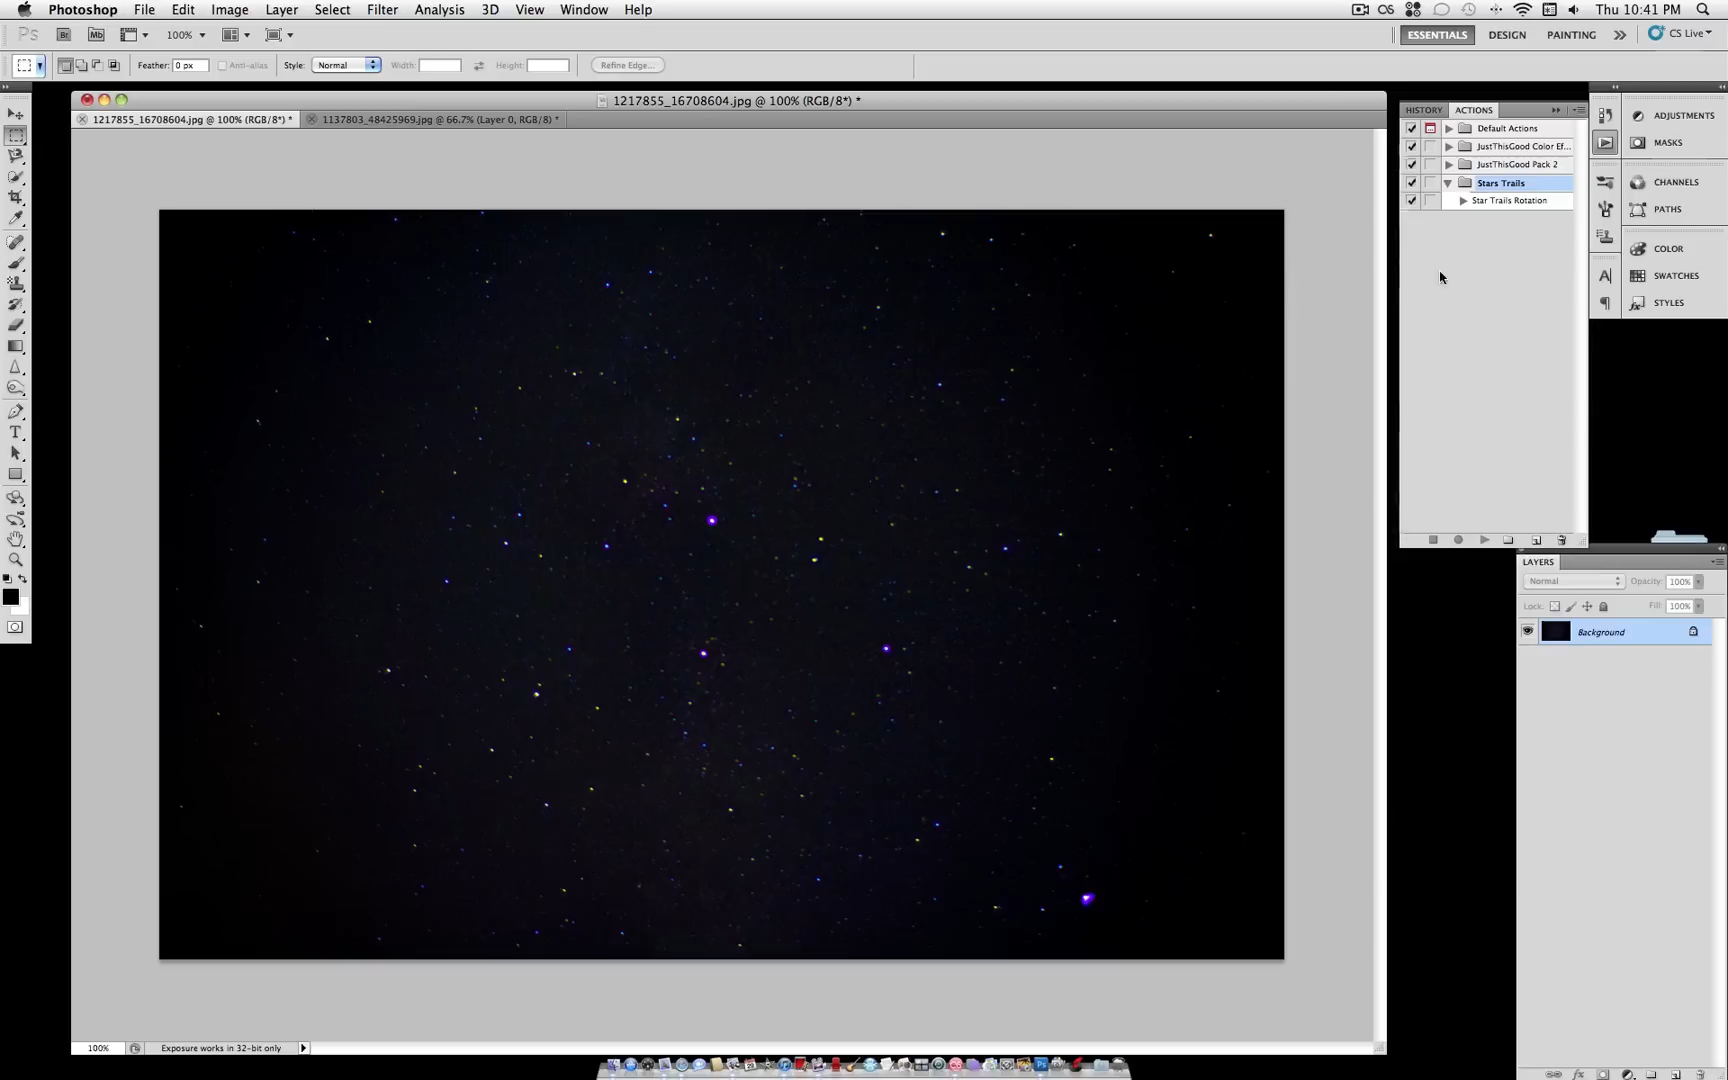 Photoshop File Edit Image Layer Select Filter Analysis 3D View Window Help Thu 10:41 PM
Ps Br Mb 100% ESSENTIALS DESIGN PAINTING CS Live
Feather: 0 px Anti-alias Style: Normal Width: Height: Refine Edge...
1217855_16708604.jpg @ 100% (RGB/8*) *
1217855_16708604.jpg @ 100% (RGB/8*) * 1137803_48425969.jpg @ 66.7% (Layer 0, RGB/8) *
HISTORY ACTIONS
Default Actions
JustThisGood Color Ef...
JustThisGood Pack 2
Stars Trails
Star Trails Rotation
ADJUSTMENTS
MASKS
CHANNELS
PATHS
COLOR
SWATCHES
STYLES
LAYERS
Normal Opacity: 100%
Lock: Fill: 100%
Background
100% Exposure works in 32-bit only